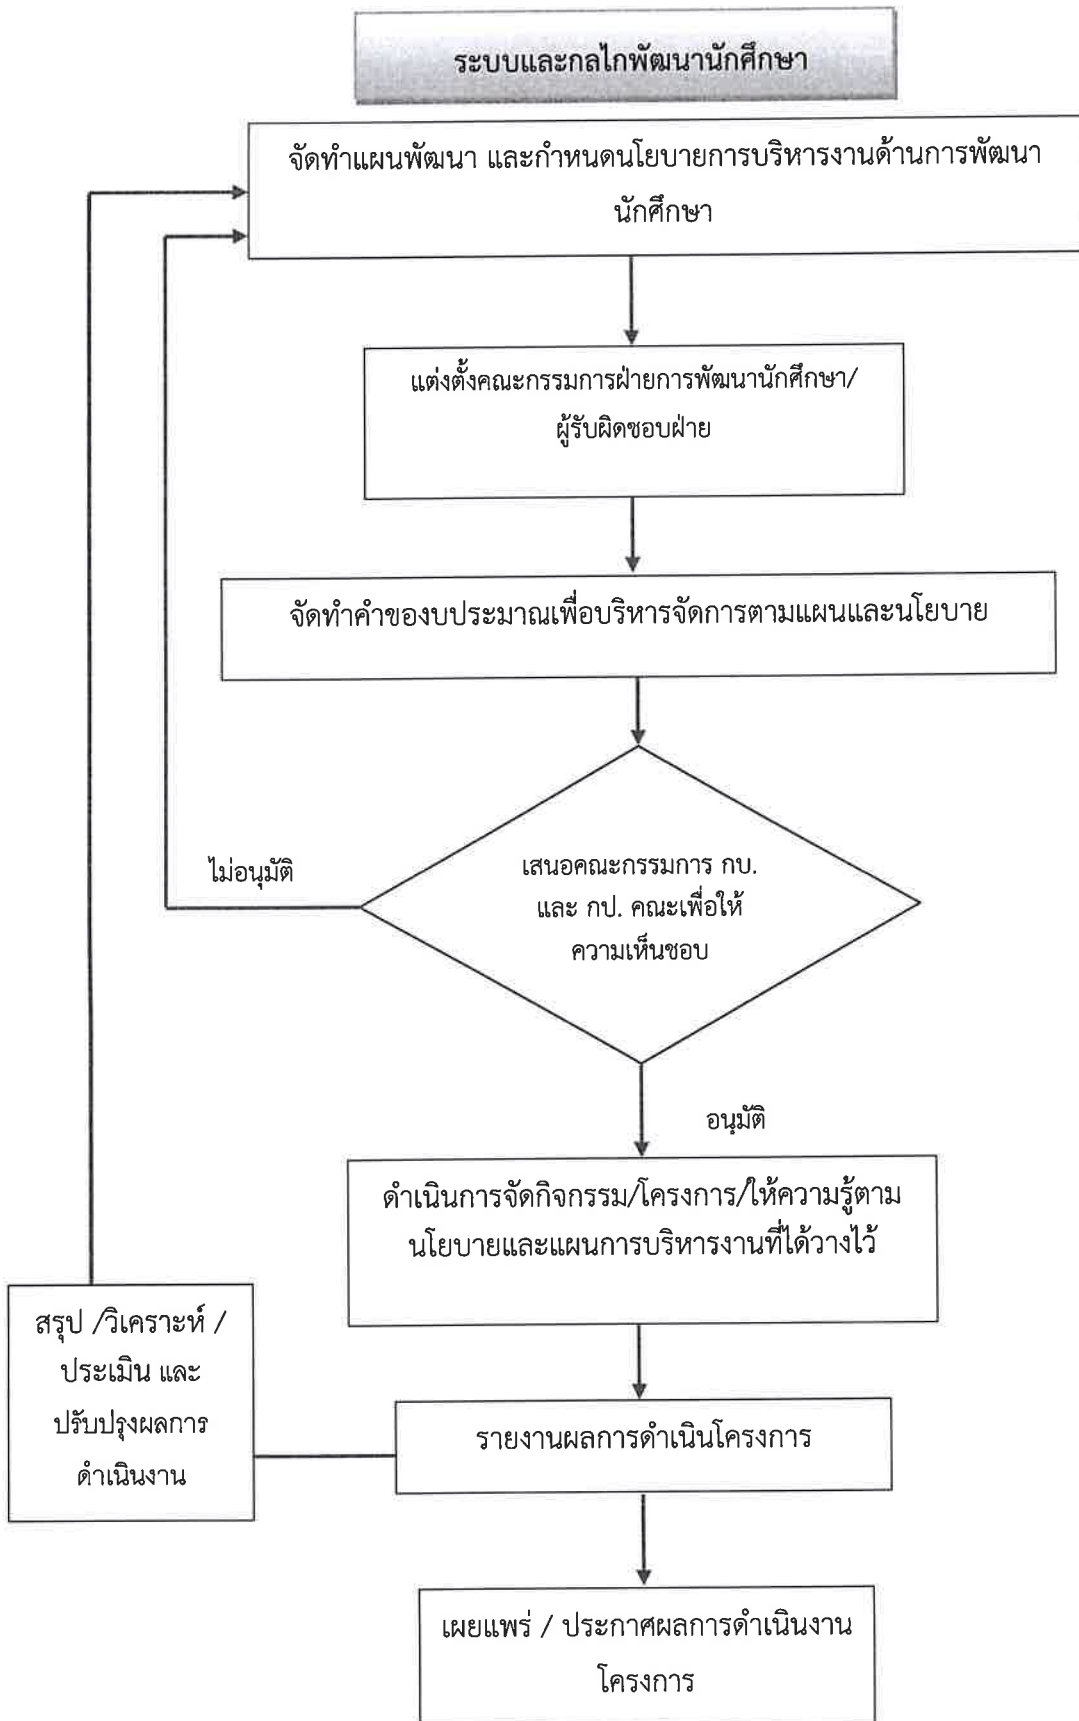 ระบบและกลไกพัฒนานักศึกษา
จัดทำแผนพัฒนา และกำหนดนโยบายการบริหารงานด้านการพัฒนา
นักศึกษา
แต่งตั้งคณะกรรมการฝ่ายการพัฒนานักศึกษา/
ผู้รับผิดชอบฝ่าย
จัดทำคำของบประมาณเพื่อบริหารจัดการตามแผนและนโยบาย
ไม่อนุมัติ
เสนอคณะกรรมการ กบ.
และ กป. คณะเพื่อให้
ความเห็นชอบ
อนุมัติ
ดำเนินการจัดกิจกรรม/โครงการ/ให้ความรู้ตาม
นโยบายและแผนการบริหารงานที่ได้วางไว้
สรุป /วิเคราะห์ /
ประเมิน และ
ปรับปรุงผลการ
ดำเนินงาน
รายงานผลการดำเนินโครงการ
เผยแพร่ / ประกาศผลการดำเนินงาน
โครงการ